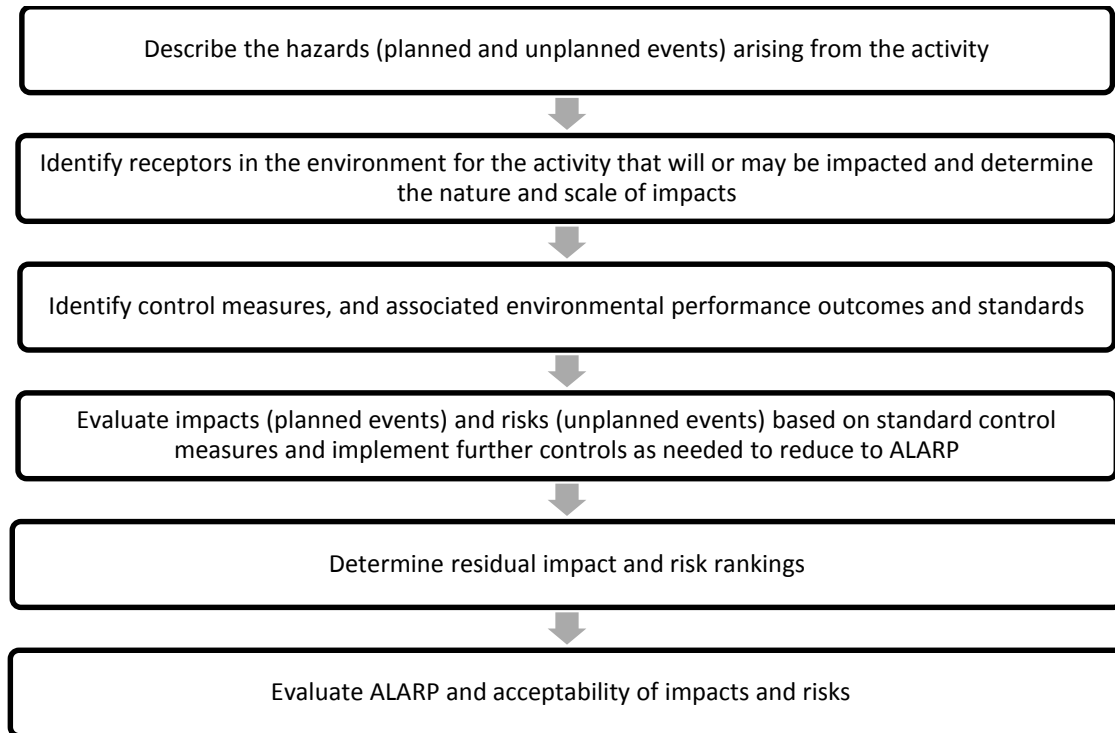 Describe the hazards (planned and unplanned events) arising from the activity
Identify receptors in the environment for the activity that will or may be impacted and determine
the nature and scale of impacts
Identify control measures, and associated environmental performance outcomes and standards
Evaluate impacts (planned events) and risks (unplanned events) based on standard control
measures and implement further controls as needed to reduce to ALARP
Determine residual impact and risk rankings
Evaluate ALARP and acceptability of impacts and risks